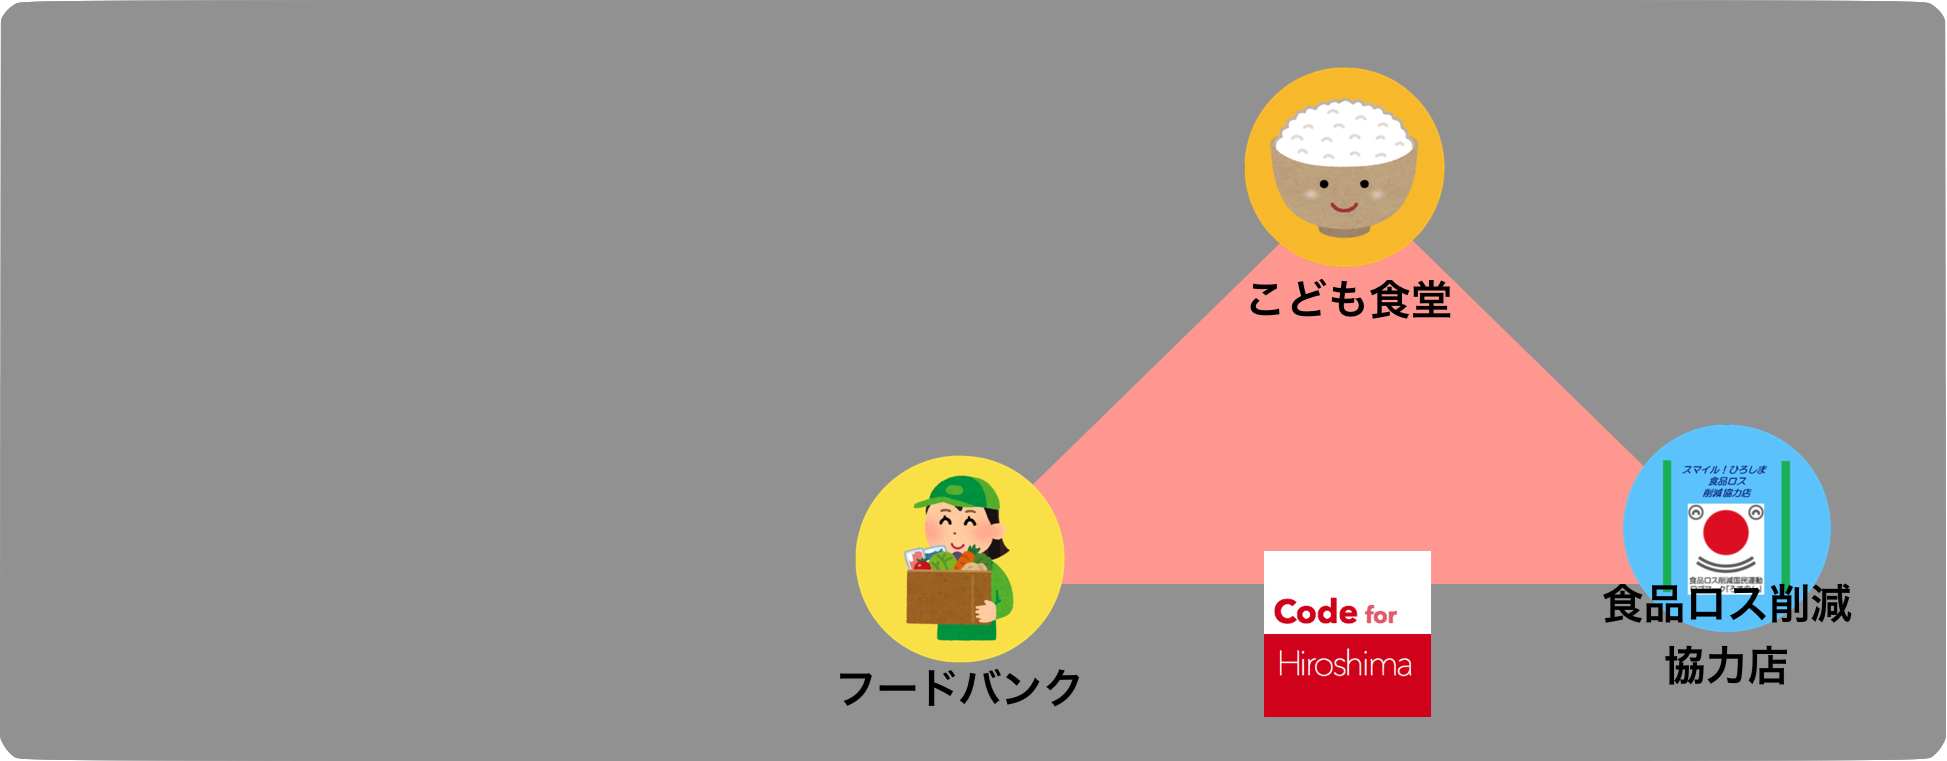 こども食堂
スマイル！ひろしま
食品ロス
削減協力店
食品ロス削減国民運動
食品ロス削減
協力店
Code for
Hiroshima
フードバンク